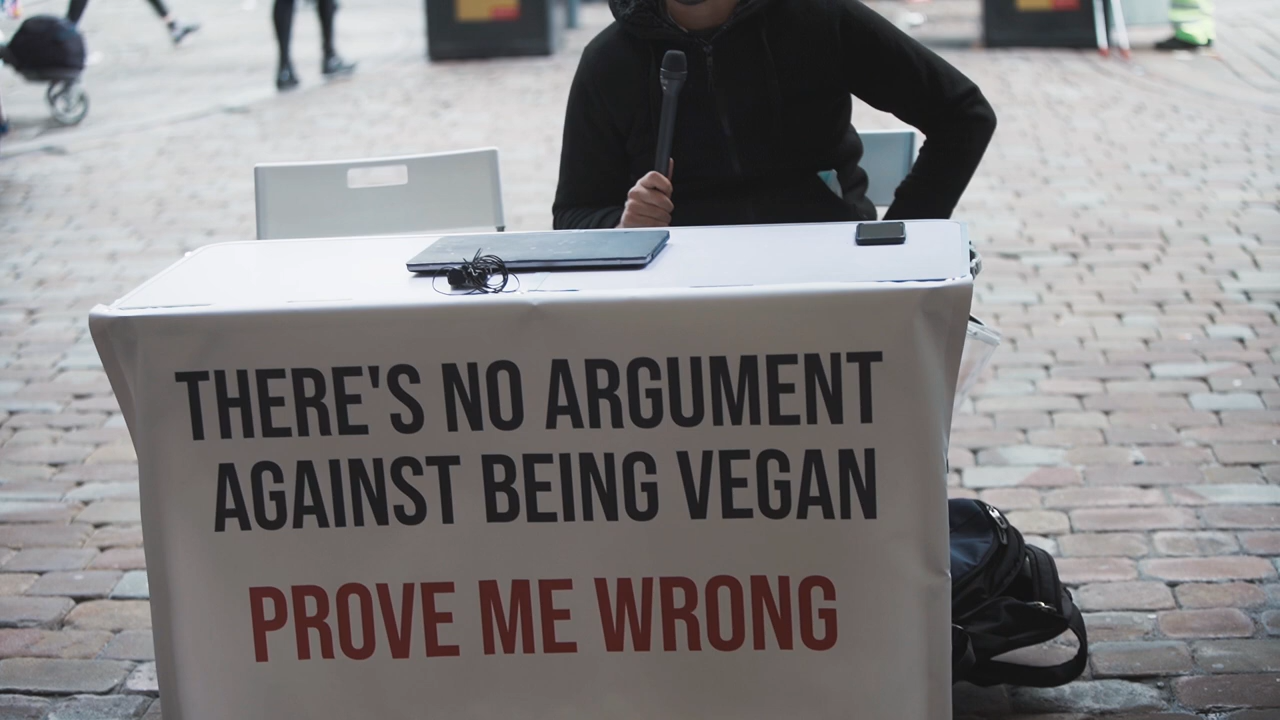 THERE'S NO ARGUMENT
AGAINST BEING VEGAN
PROVE ME WRONG